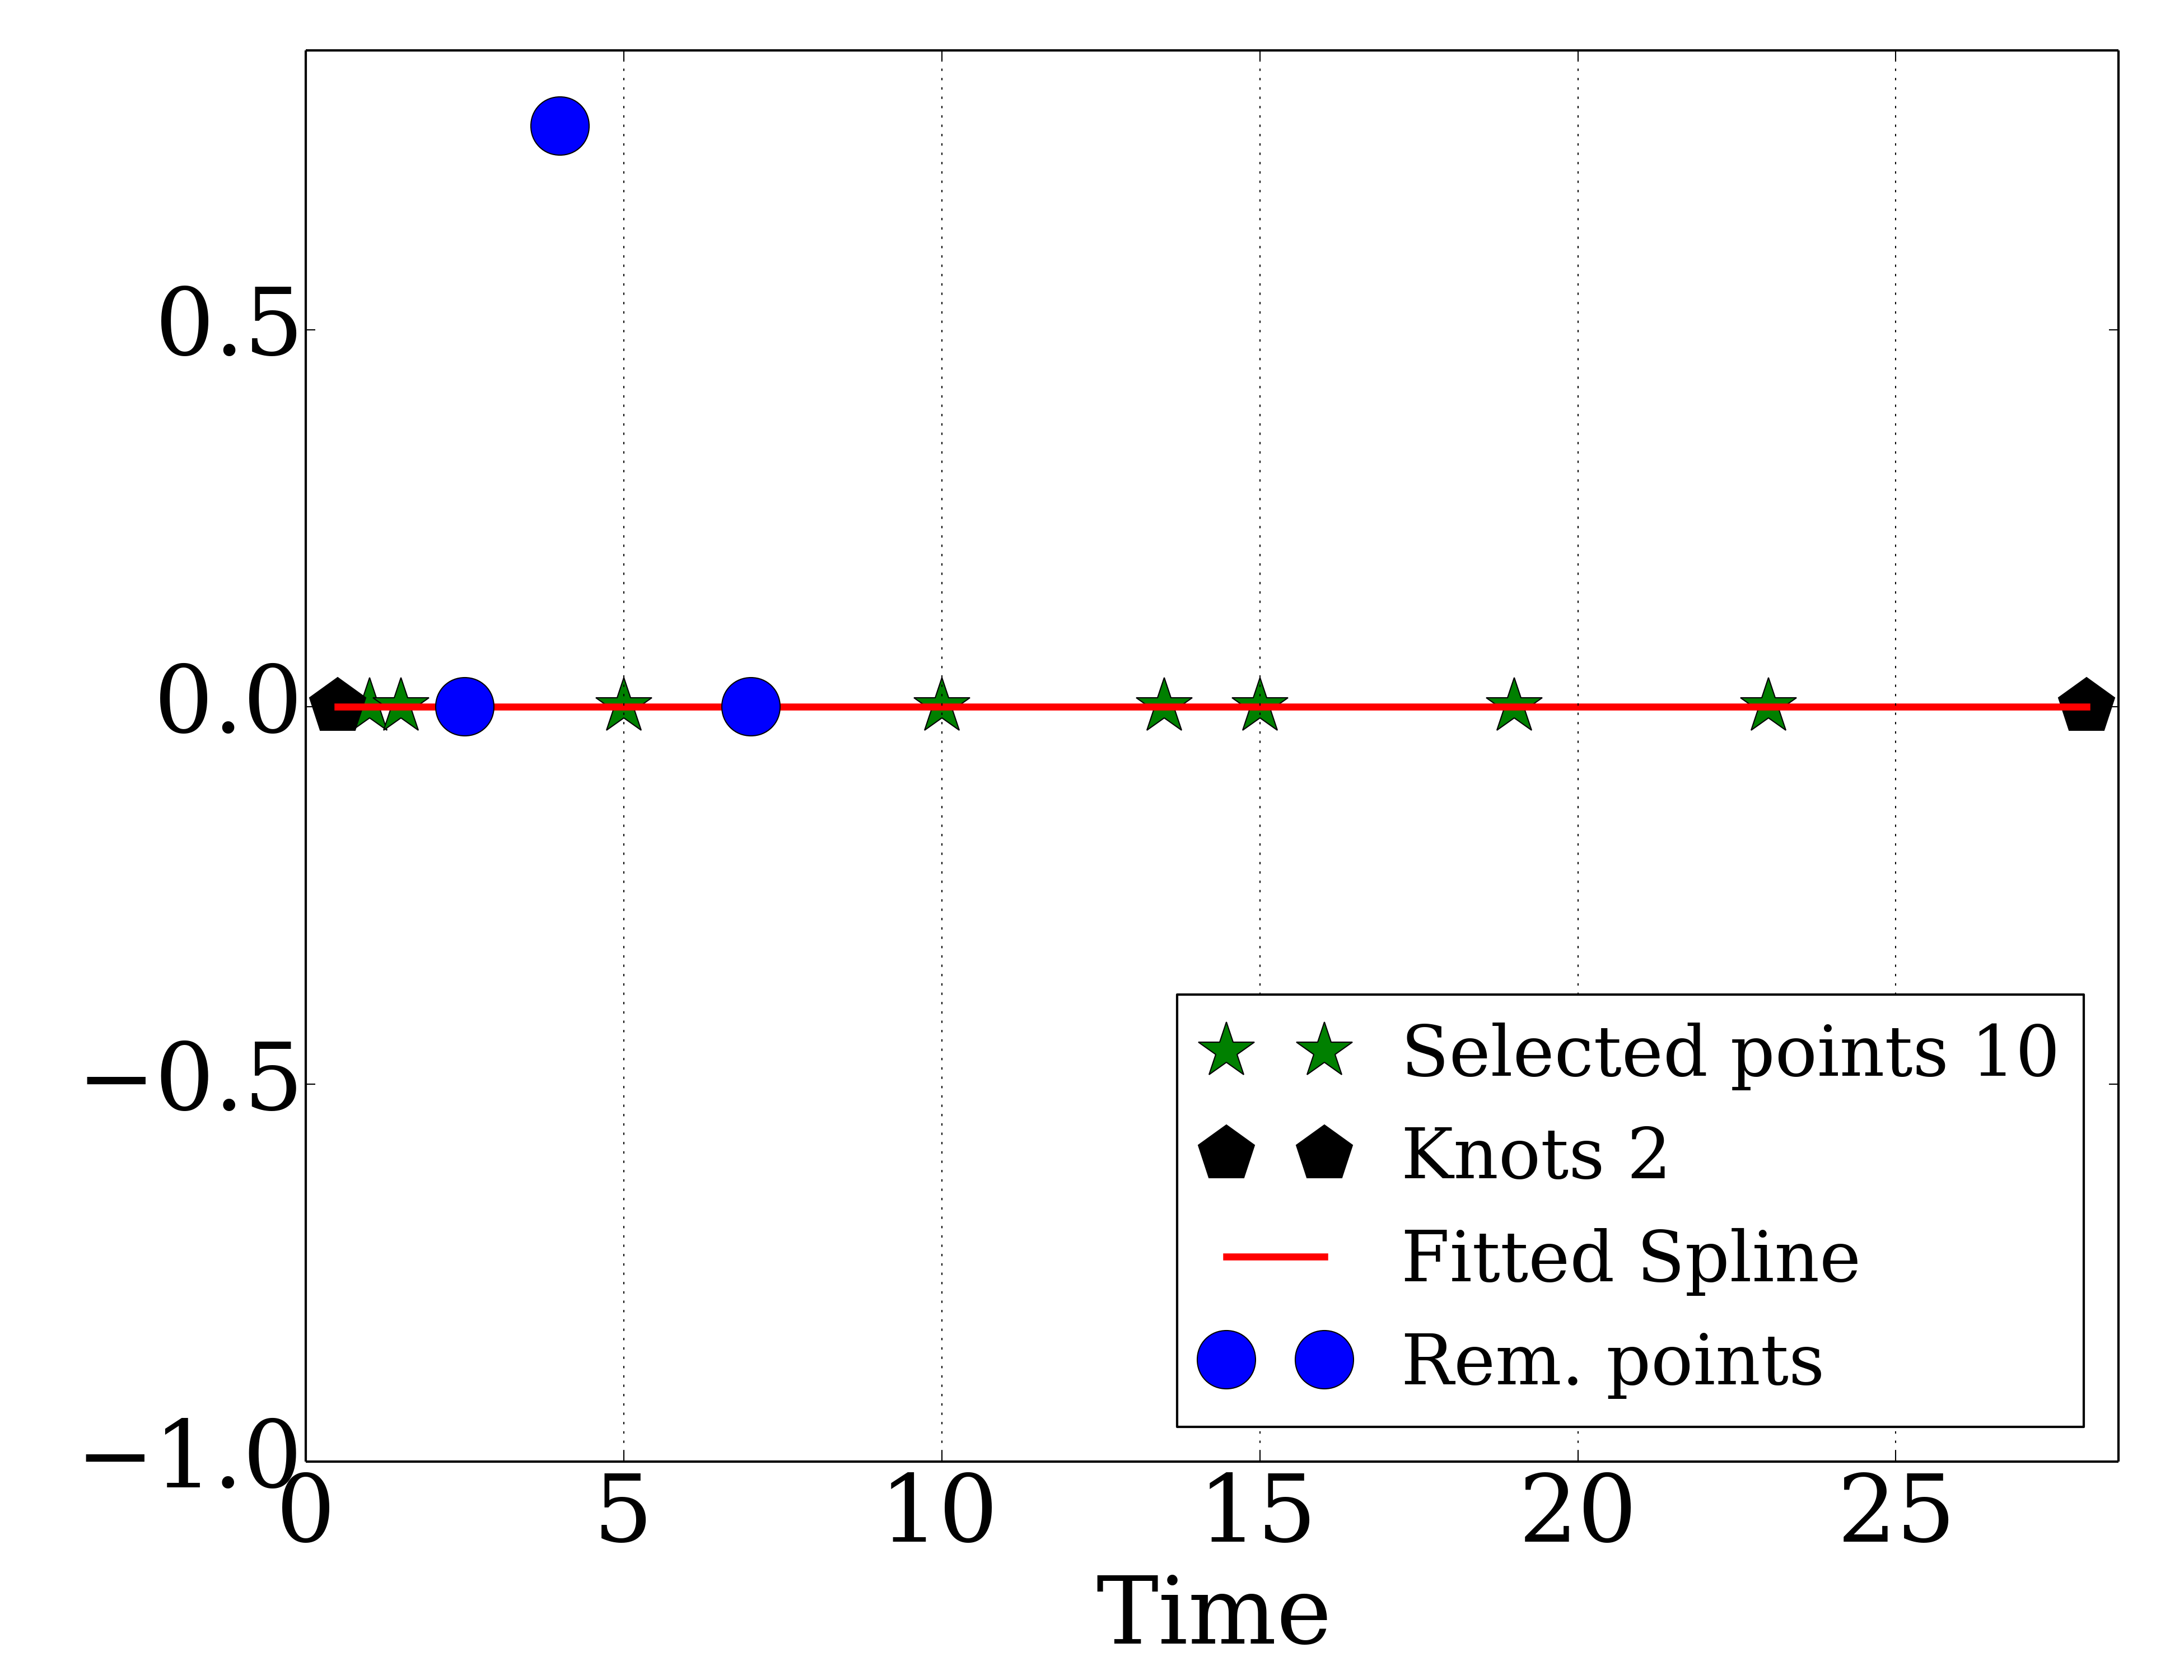 0.5
0.0
−0.5
−1.0
Selected points 10
Knots 2
Fitted Spline
Rem. points
0 5 10 15 20 25
Time